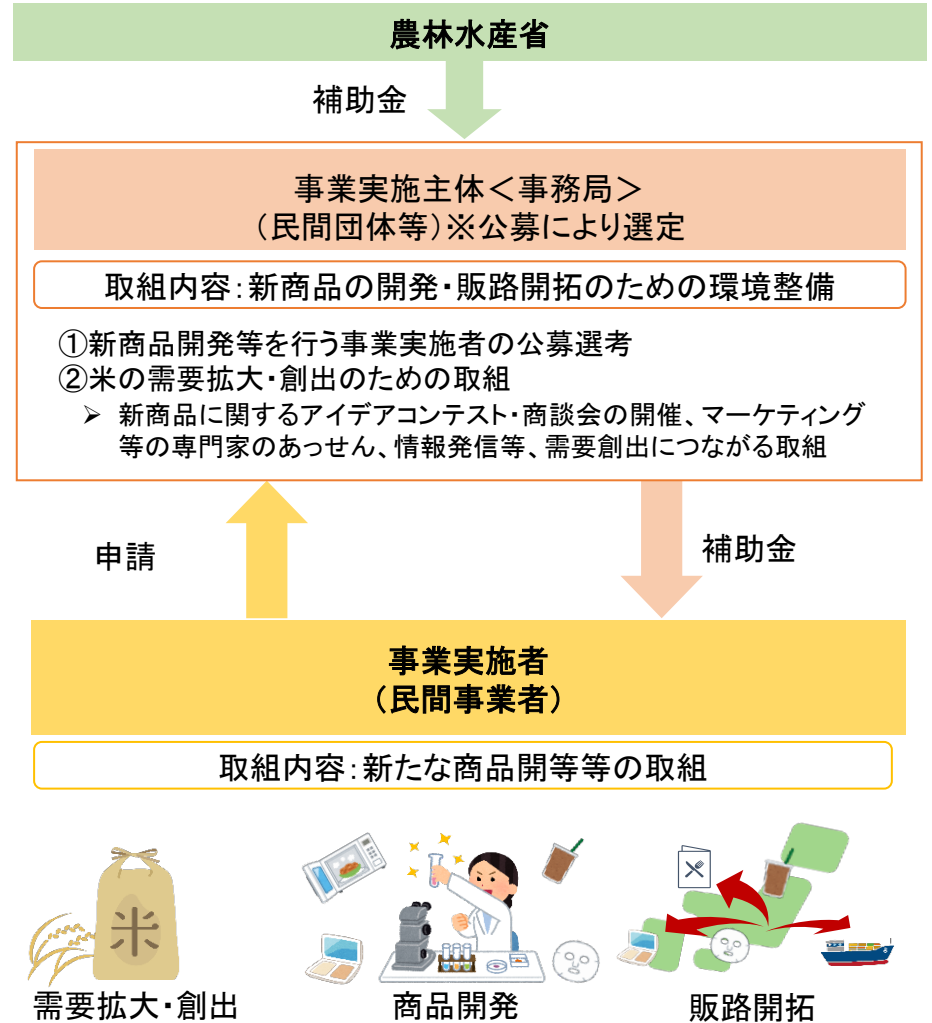 農林水産省
補助金
事業実施主体＜事務局＞
（民間団体等）※公募により選定
取組内容：新商品の開発・販路開拓のための環境整備
①新商品開発等を行う事業実施者の公募選考
②米の需要拡大・創出のための取組
➢ 新商品に関するアイデアコンテスト・商談会の開催、マーケティング
等の専門家のあっせん、情報発信等、需要創出につながる取組
申請
補助金
事業実施者
（民間事業者）
取組内容：新たな商品開等等の取組
米
需要拡大・創出
商品開発
販路開拓